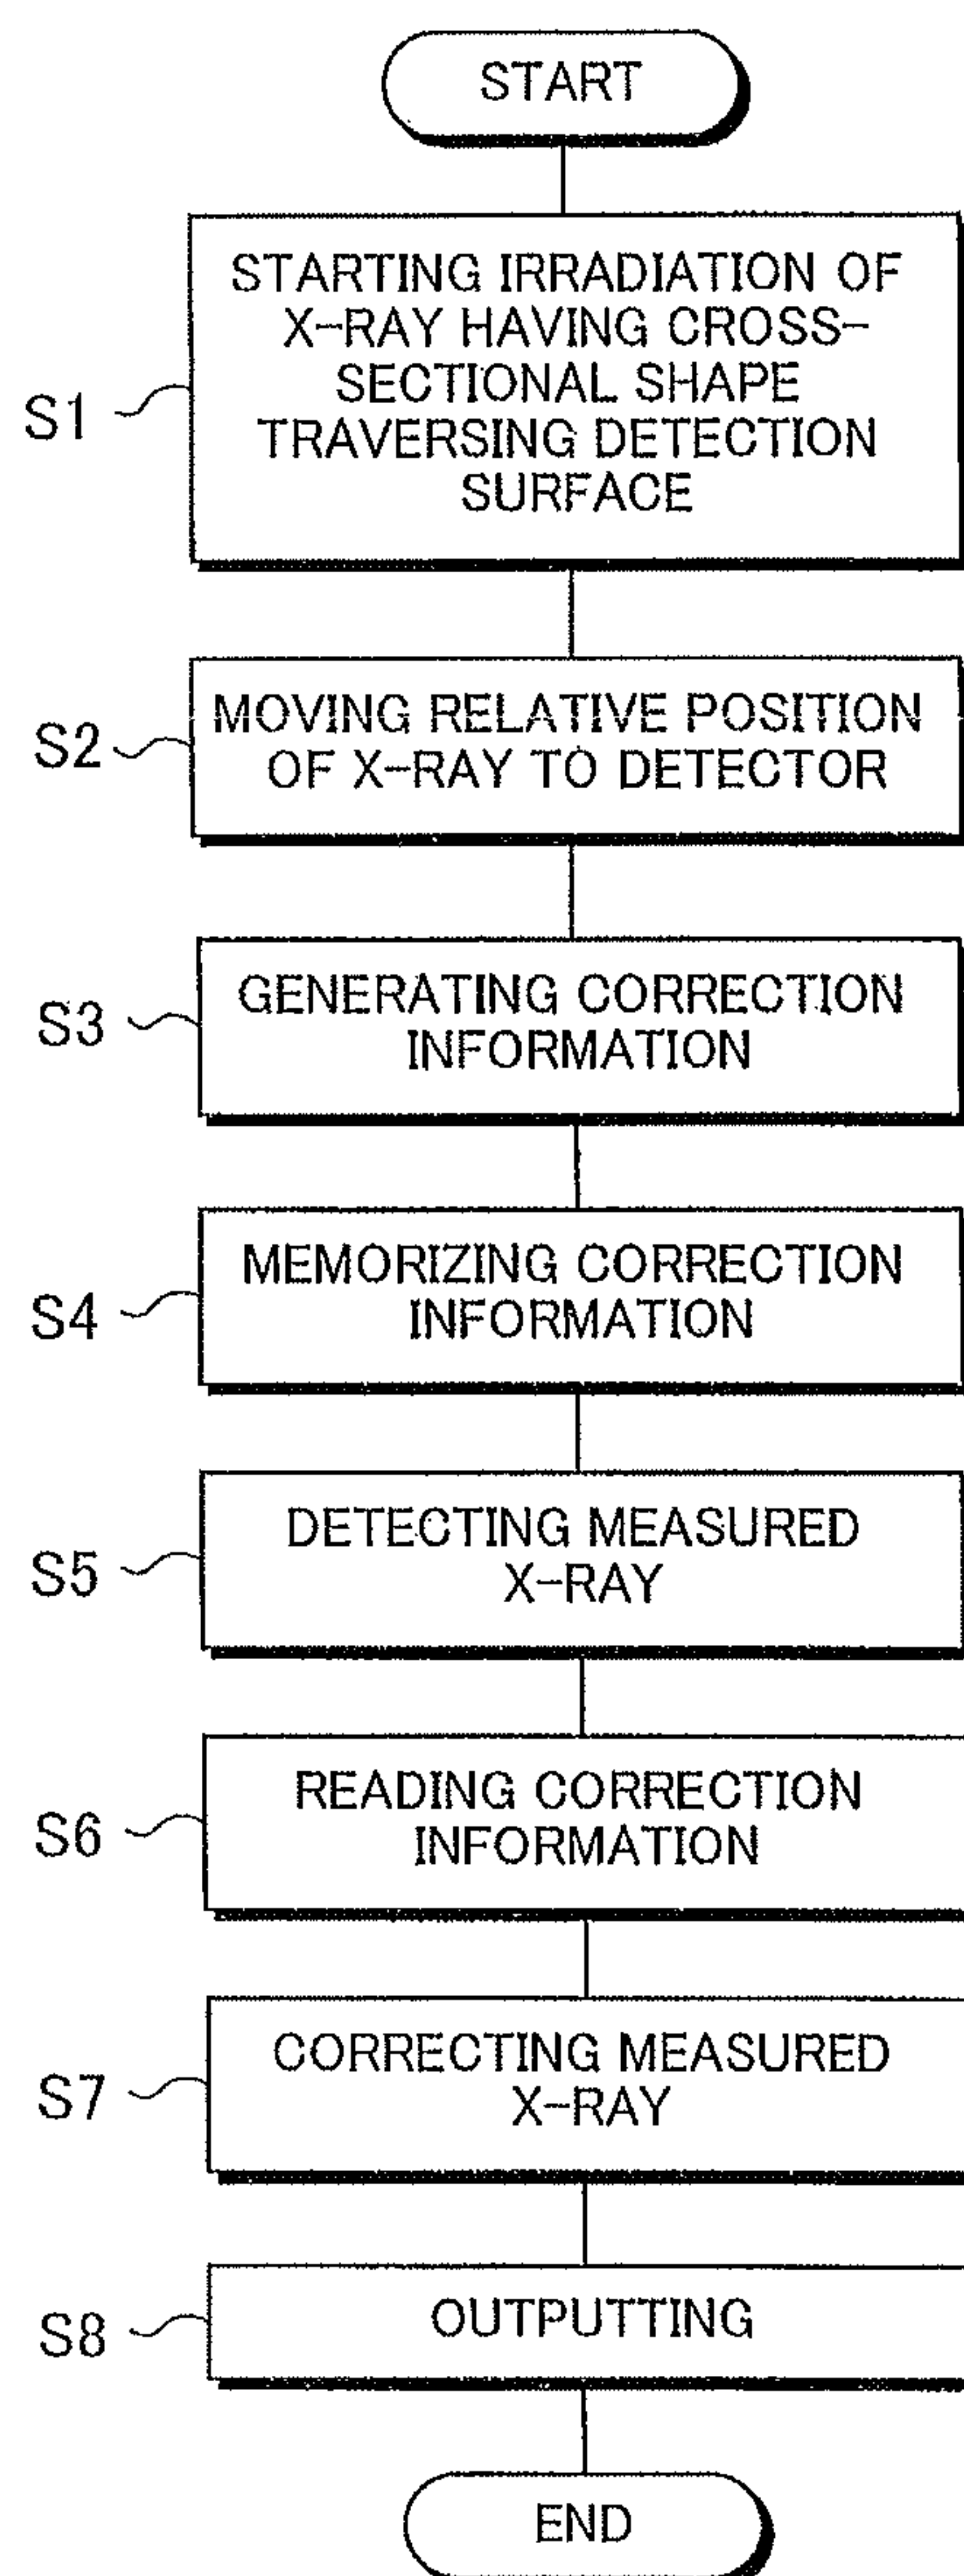 START
S1
STARTING IRRADIATION OF
X-RAY HAVING CROSS-
SECTIONAL SHAPE
TRAVERSING DETECTION
SURFACE
S2
MOVING RELATIVE POSITION
OF X-RAY TO DETECTOR
S3
GENERATING CORRECTION
INFORMATION
S4
MEMORIZING CORRECTION
INFORMATION
S5
DETECTING MEASURED
X-RAY
S6
READING CORRECTION
INFORMATION
S7
CORRECTING MEASURED
X-RAY
S8
OUTPUTTING
END